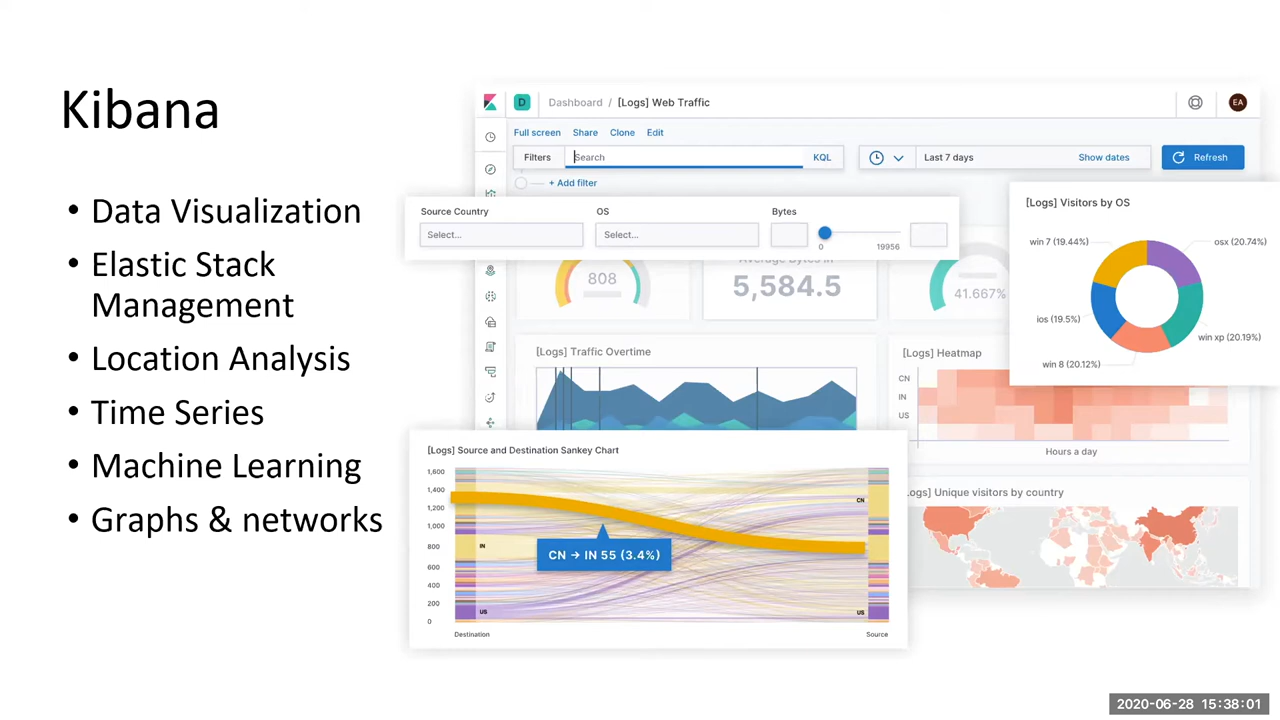 Kibana
• Data Visualization
• Elastic Stack
Management
• Location Analysis
• Time Series
• Machine Learning
• Graphs & networks
D
Dashboard / [Logs] Web Traffic
EA
Full screen Share Clone Edit
Filters Search KQL
Last 7 days Show dates
Refresh
+ Add filter
Source Country OS Bytes
Select... Select...
0 19956
[Logs] Visitors by OS
win 7 (19.44%)
osx (20.74%)
ios (19.5%)
win xp (20.19%)
win 8 (20.12%)
808
5,584.5
41.667%
[Logs] Traffic Overtime
[Logs] Heatmap
CN
IN
US
Hours a day
[Logs] Source and Destination Sankey Chart
1,600
1,400
1,200
1,000
800
600
400
200
0
CN
IN
CN → IN 55 (3.4%)
US
US
Destination Source
Logs] Unique visitors by country
2020-06-28 15:38:01